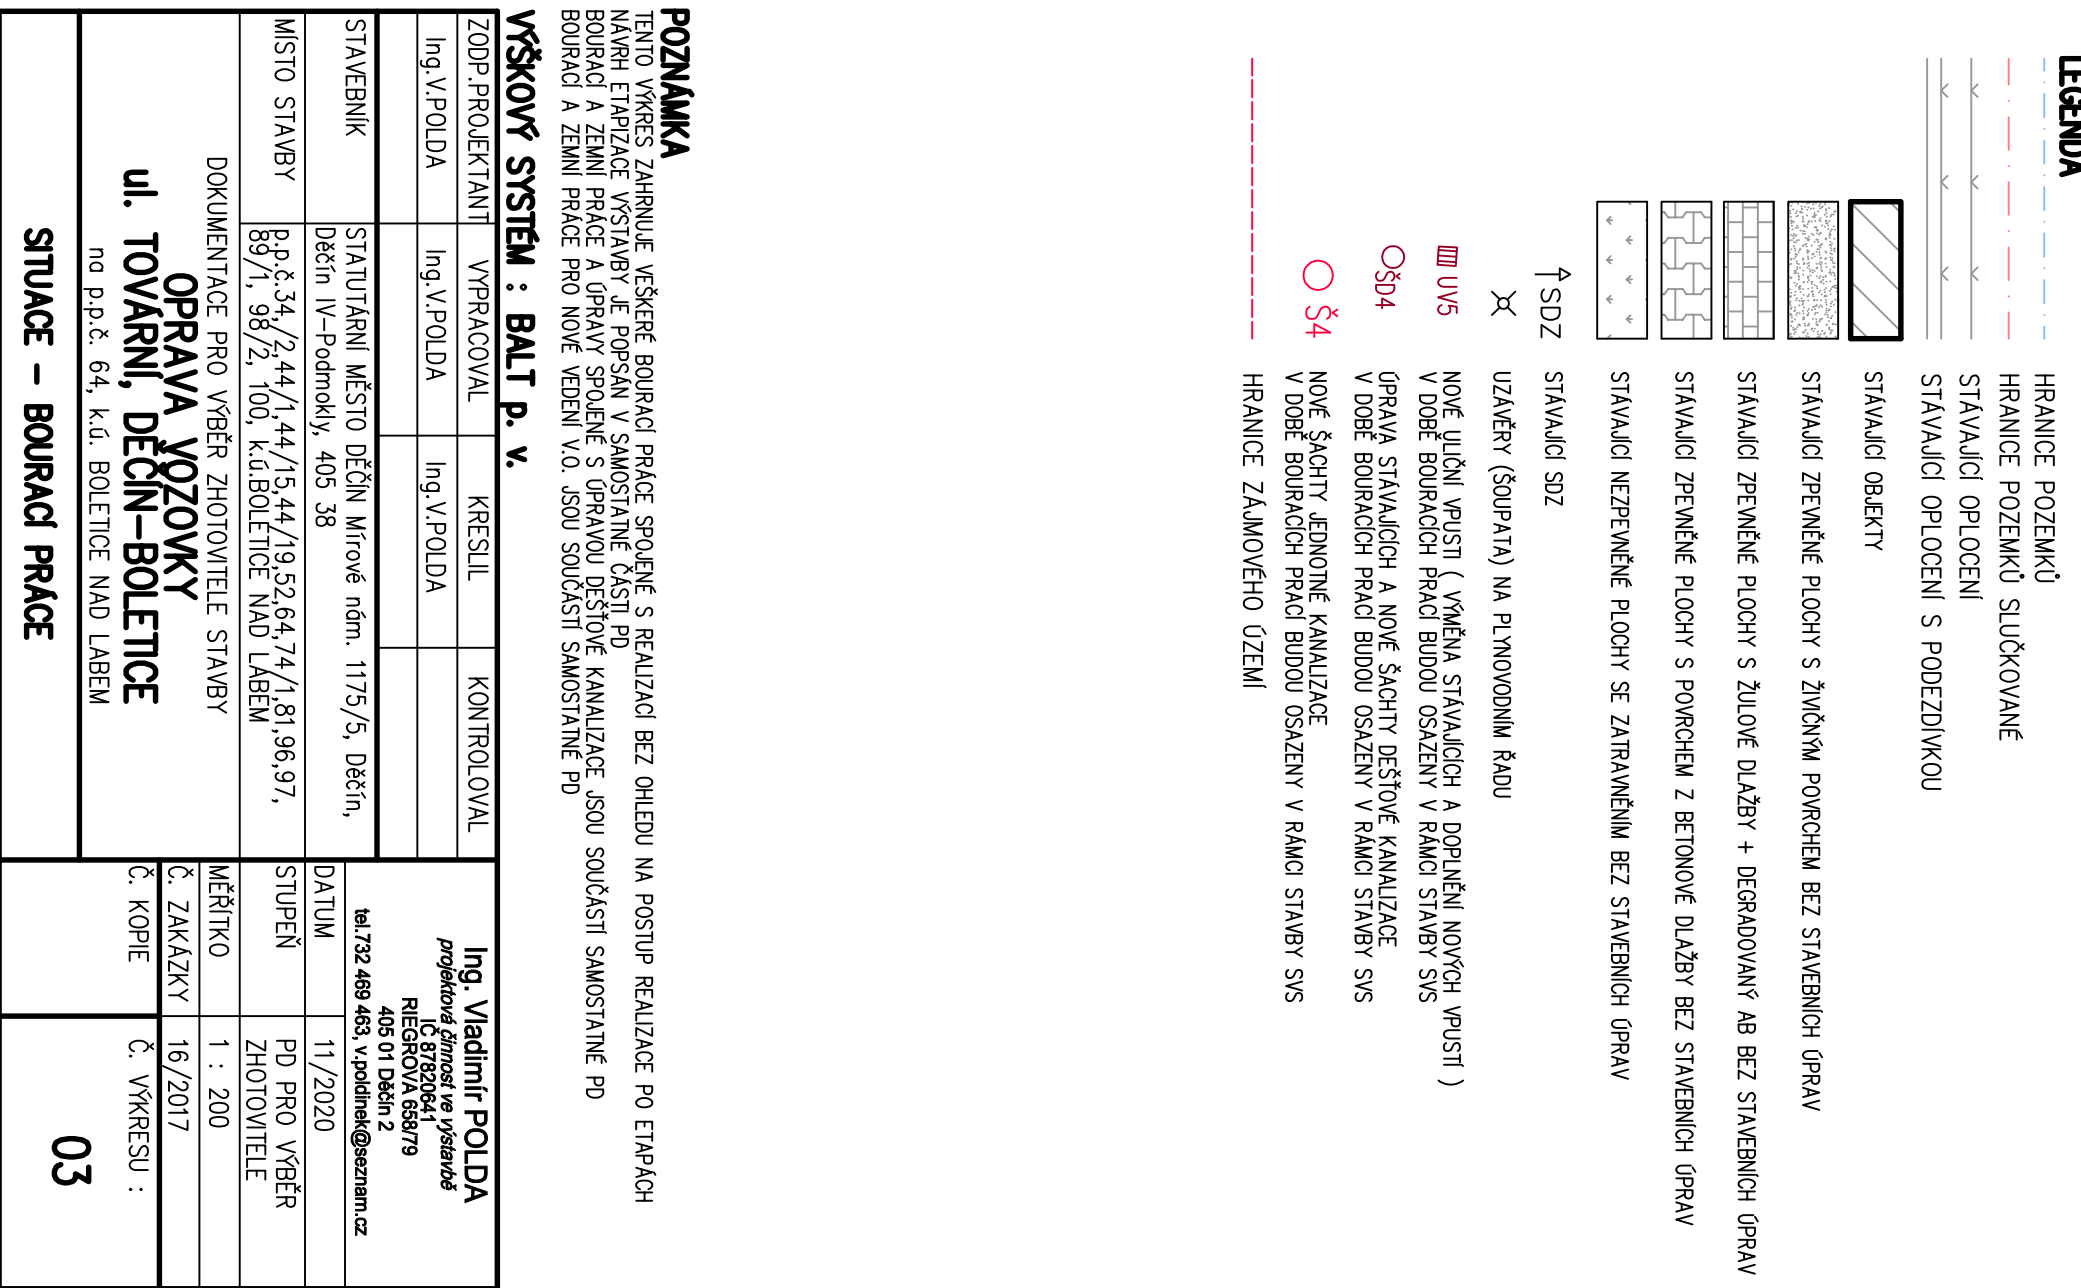 LEGENDA
HRANICE POZEMKŮ
HRANICE POZEMKŮ SLUČKOVANÉ
STÁVAJÍCÍ OPLOCENÍ
STÁVAJÍCÍ OPLOCENÍ S PODEZDÍVKOU
STÁVAJÍCÍ OBJEKTY
STÁVAJÍCÍ ZPEVNĚNÉ PLOCHY S ŽIVIČNÝM POVRCHEM BEZ STAVEBNÍCH ÚPRAV
STÁVAJÍCÍ ZPEVNĚNÉ PLOCHY S ŽULOVÉ DLAŽBY + DEGRADOVANÝ AB BEZ STAVEBNÍCH ÚPRAV
STÁVAJÍCÍ ZPEVNĚNÉ PLOCHY S POVRCHEM Z BETONOVÉ DLAŽBY BEZ STAVEBNÍCH ÚPRAV
STÁVAJÍCÍ NEZPEVNĚNÉ PLOCHY SE ZATRAVNĚNÍM BEZ STAVEBNÍCH ÚPRAV
SDZ STÁVAJÍCÍ SDZ
UZÁVĚRY (ŠOUPATA) NA PLYNOVODNÍM ŘADU
UV5 NOVÉ ULIČNÍ VPUSTI ( VÝMĚNA STÁVAJÍCÍCH A DOPLNĚNÍ NOVÝCH VPUSTÍ )
V DOBĚ BOURACÍCH PRACÍ BUDOU OSAZENY V RÁMCI STAVBY SVS
ŠD4 ÚPRAVA STÁVAJÍCÍCH A NOVÉ ŠACHTY DEŠŤOVÉ KANALIZACE
V DOBĚ BOURACÍCH PRACÍ BUDOU OSAZENY V RÁMCI STAVBY SVS
Š4 NOVÉ ŠACHTY JEDNOTNÉ KANALIZACE
V DOBĚ BOURACÍCH PRACÍ BUDOU OSAZENY V RÁMCI STAVBY SVS
HRANICE ZÁJMOVÉHO ÚZEMÍ
POZNÁMKA
TENTO VÝKRES ZAHRNUJE VEŠKERÉ BOURACÍ PRÁCE SPOJENÉ S REALIZACÍ BEZ OHLEDU NA POSTUP REALIZACE PO ETAPÁCH
NÁVRH ETAPIZACE VÝSTAVBY JE POPSÁN V SAMOSTATNÉ ČÁSTI PD
BOURACÍ A ZEMNÍ PRÁCE A ÚPRAVY SPOJENÉ S ÚPRAVOU DEŠŤOVÉ KANALIZACE JSOU SOUČÁSTÍ SAMOSTATNÉ PD
BOURACÍ A ZEMNÍ PRÁCE PRO NOVÉ VEDENÍ V.O. JSOU SOUČÁSTÍ SAMOSTATNÉ PD
VÝŠKOVÝ SYSTÉM : BALT p. v.
ZODP.PROJEKTANT VYPRACOVAL KRESLIL KONTROLOVAL
Ing.V.POLDA Ing.V.POLDA Ing.V.POLDA
STAVEBNÍK STATUTÁRNÍ MĚSTO DĚČÍN Mírové nám. 1175/5, Děčín,
Děčín IV-Podmokly, 405 38
MÍSTO STAVBY p.p.č.34,/2,44/1,44/15,44/19,52,64,74/1,81,96,97,
89/1, 98/2, 100, k.ú.BOLETICE NAD LABEM
DOKUMENTACE PRO VÝBĚR ZHOTOVITELE STAVBY
OPRAVA VOZOVKY
ul. TOVÁRNÍ, DĚČÍN-BOLETICE
na p.p.č. 64, k.ú. BOLETICE NAD LABEM
SITUACE - BOURACÍ PRÁCE
Ing. Vladimír POLDA
projektová činnost ve výstavbě
IČ 87820641
RIEGROVA 658/79
405 01 Děčín 2
tel.732 469 463, v.poldinek@seznam.cz
DATUM 11/2020
STUPEŇ PD PRO VÝBĚR
ZHOTOVITELE
MĚŘÍTKO 1 : 200
Č. ZAKÁZKY 16/2017
Č. KOPIE Č. VÝKRESU :
03